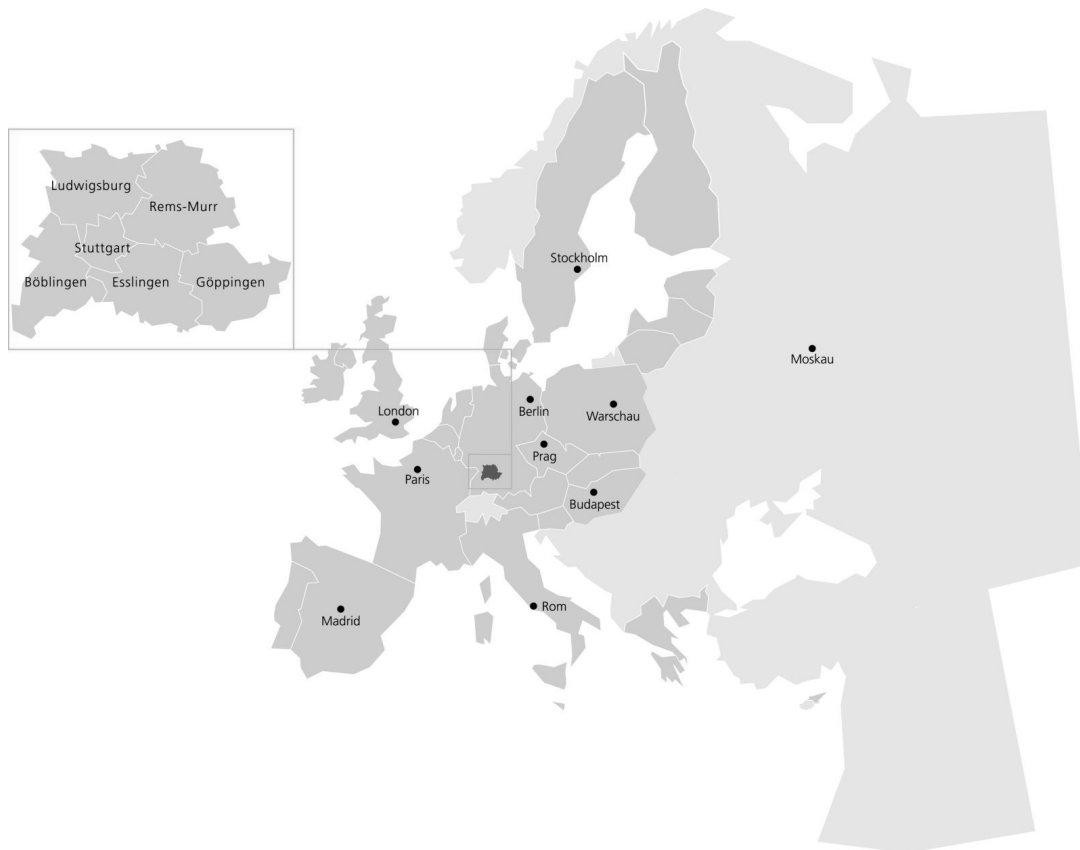 Ludwigsburg
Rems-Murr
Stuttgart
Böblingen
Esslingen
Göppingen
Stockholm
Moskau
London
Berlin
Warschau
Prag
Paris
Budapest
Rom
Madrid